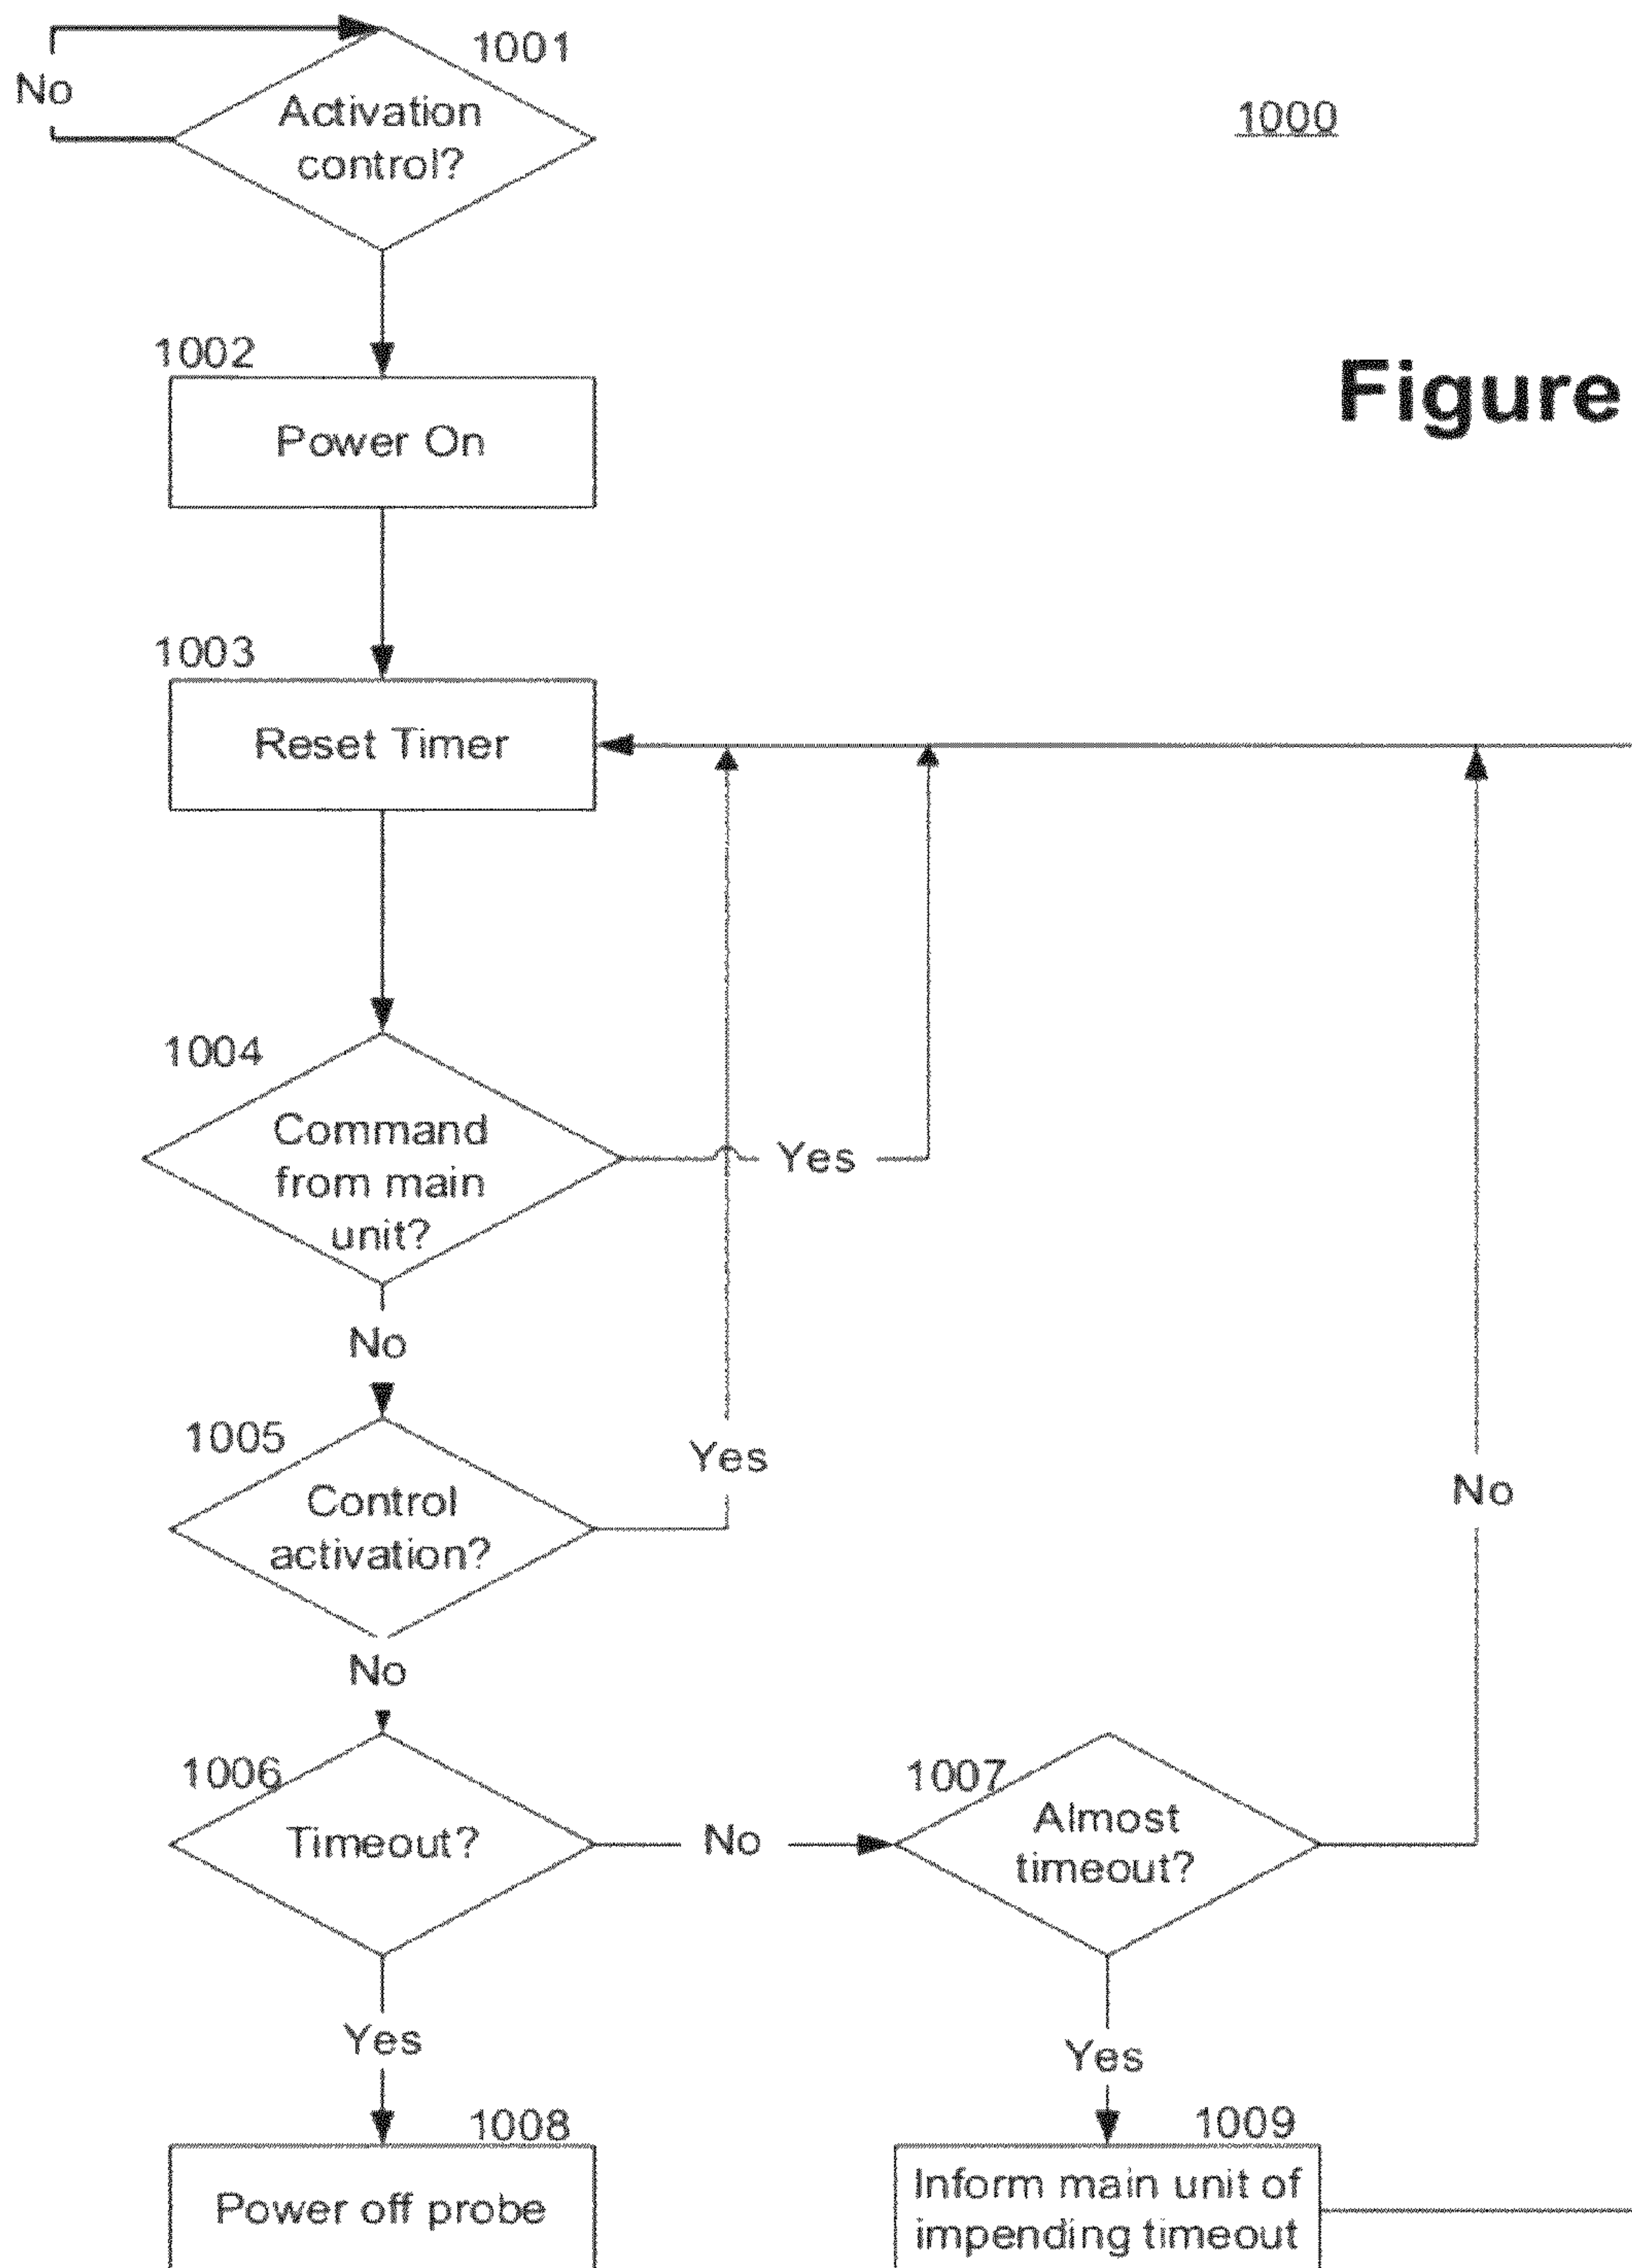 1001
No
Activation
control?
1000
1002
Power On
Figure
1003
Reset Timer
1004
Command
from main
unit?
Yes
No
1005
Control
activation?
Yes
No
No
1006
Timeout?
No
1007
Almost
timeout?
Yes
Yes
1008
Power off probe
1009
Inform main unit of
impending timeout